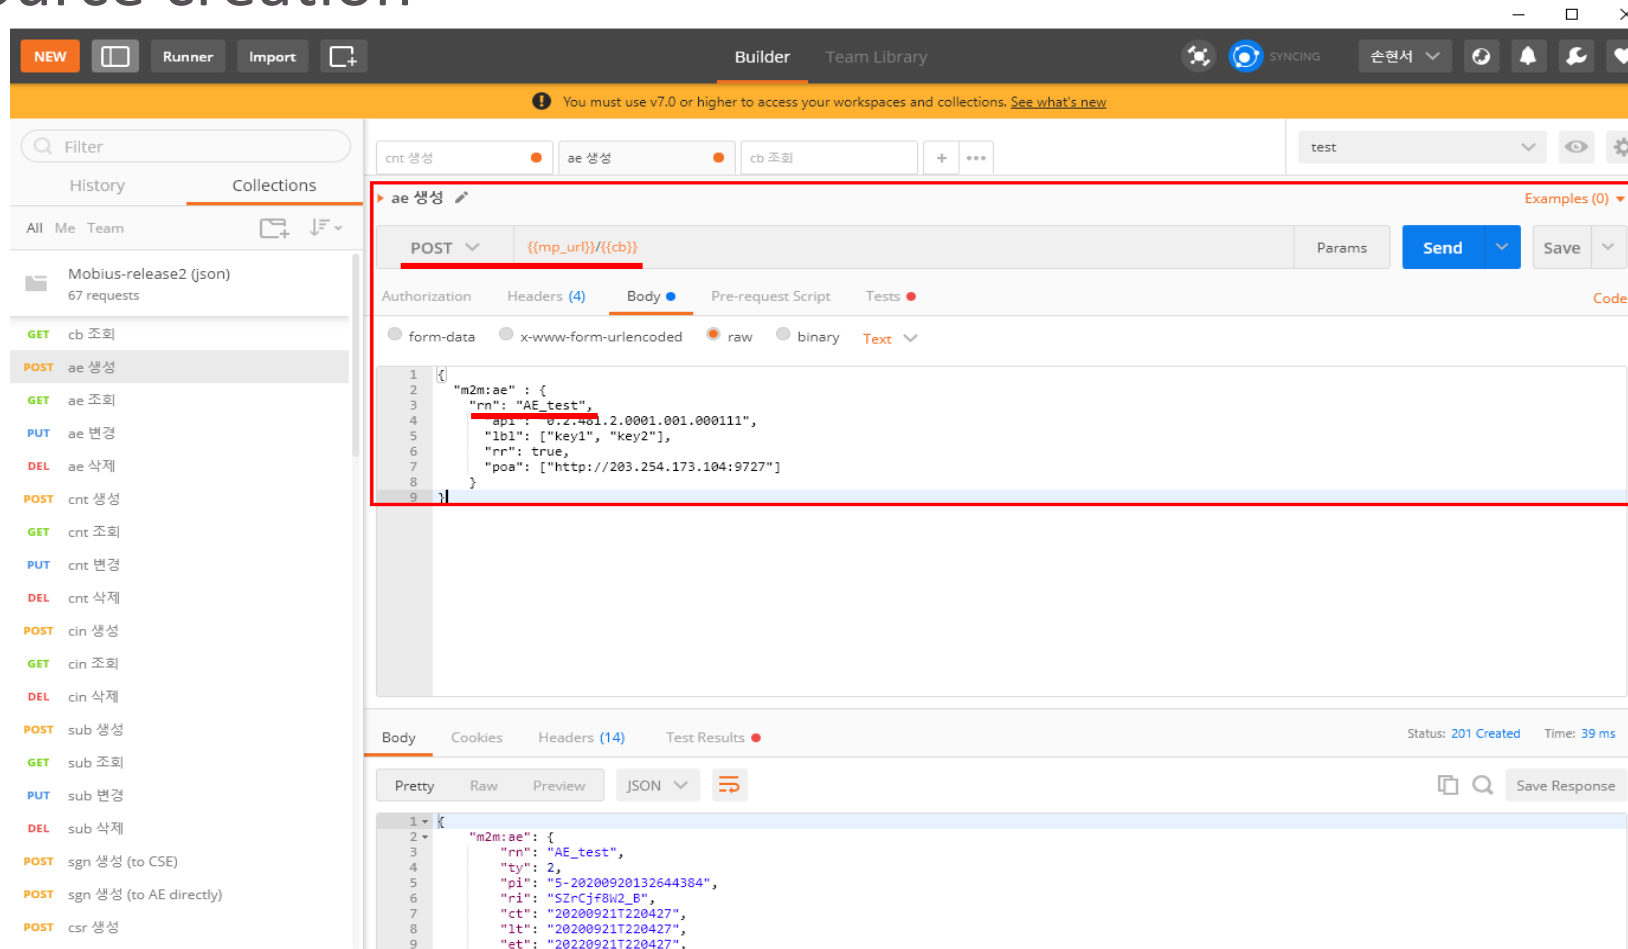 ource creation
NEW Runner Import Builder Team Library SYNCING 손현서
You must use v7.0 or higher to access your workspaces and collections. See what's new
Filter
History Collections
All Me Team
Mobius-release2 (json)
67 requests
GET cb 조회
POST ae 생성
GET ae 조회
PUT ae 변경
DEL ae 삭제
POST cnt 생성
GET cnt 조회
PUT cnt 변경
DEL cnt 삭제
POST cin 생성
GET cin 조회
DEL cin 삭제
POST sub 생성
GET sub 조회
PUT sub 변경
DEL sub 삭제
POST sgn 생성 (to CSE)
POST sgn 생성 (to AE directly)
POST csr 생성
cnt 생성 ae 생성 cb 조회 + ••• test
ae 생성 Examples (0)
POST {{mp_url}}/{{cb}} Params Send Save
Authorization Headers (4) Body Pre-request Script Tests Code
form-data x-www-form-urlencoded raw binary Text
1 {
2 "m2m:ae" : {
3 "rn": "AE_test",
4 "api": "0.2.481.2.0001.001.000111",
5 "lbl": ["key1", "key2"],
6 "rr": true,
7 "poa": ["http://203.254.173.104:9727"]
8 }
9 }
Body Cookies Headers (14) Test Results Status: 201 Created Time: 39 ms
Pretty Raw Preview JSON Save Response
1 {
2 "m2m:ae": {
3 "rn": "AE_test",
4 "ty": 2,
5 "pi": "5-20200920132644384",
6 "ri": "SZrCjf8W2_B",
7 "ct": "20200921T220427",
8 "lt": "20200921T220427",
9 "et": "20220921T220427",